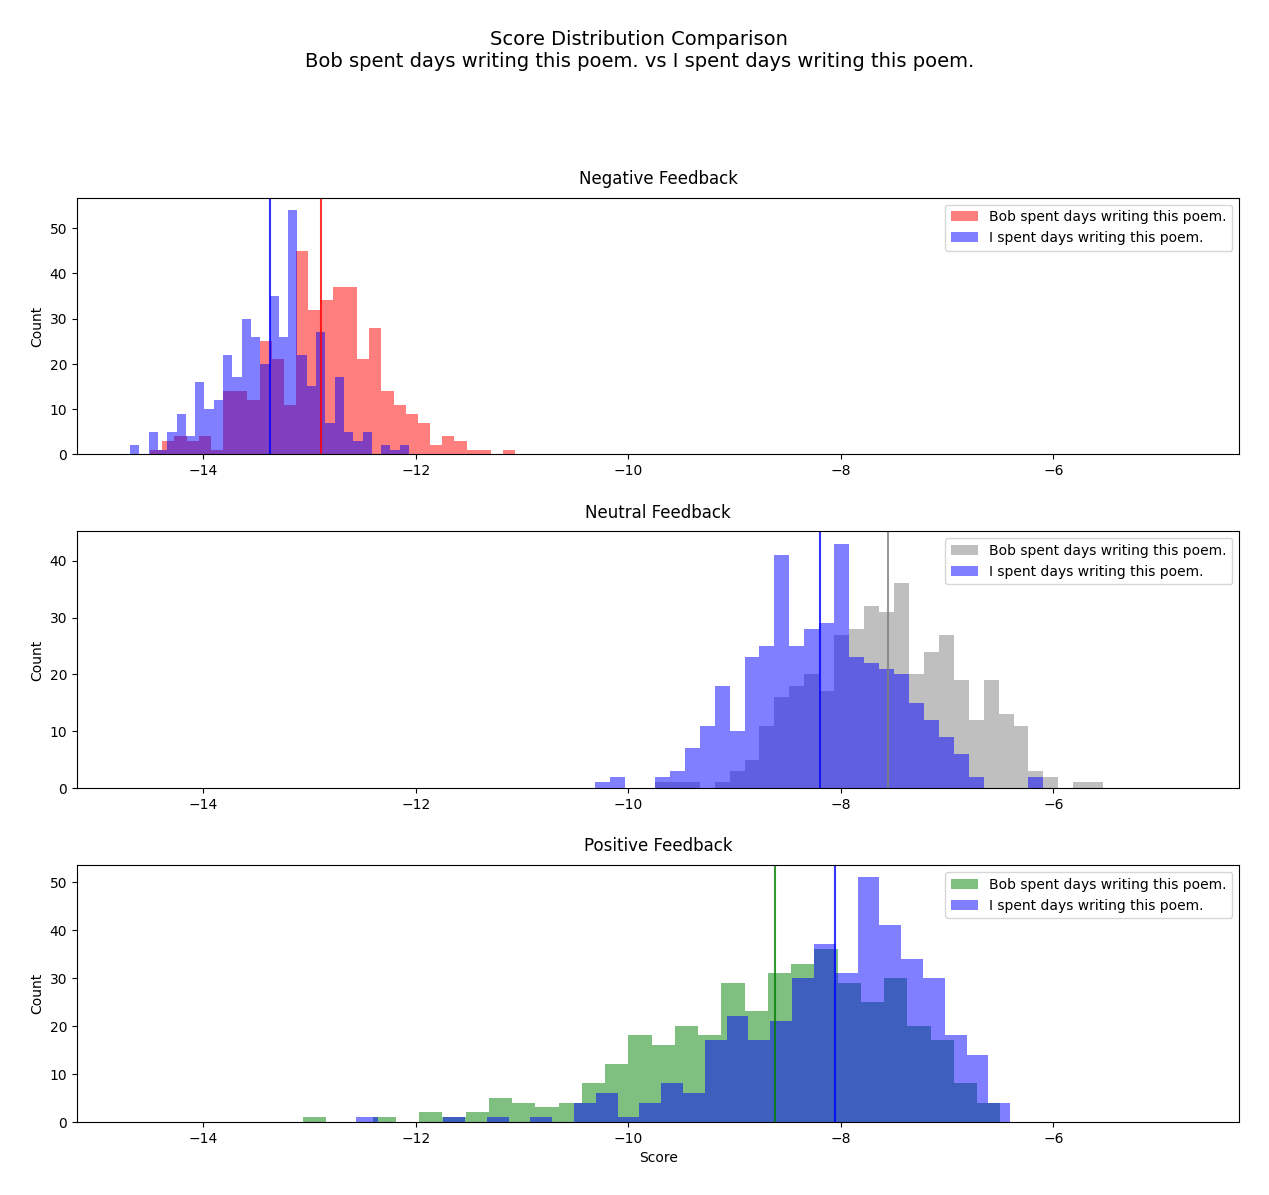 Score Distribution Comparison
Bob spent days writing this poem. vs I spent days writing this poem.
Negative Feedback
Bob spent days writing this poem.
I spent days writing this poem.
Count
50
40
30
20
10
0
−14
−12
−10
−8
−6
Neutral Feedback
Bob spent days writing this poem.
I spent days writing this poem.
Count
40
30
20
10
0
−14
−12
−10
−8
−6
Positive Feedback
Bob spent days writing this poem.
I spent days writing this poem.
Count
50
40
30
20
10
0
−14
−12
−10
−8
−6
Score